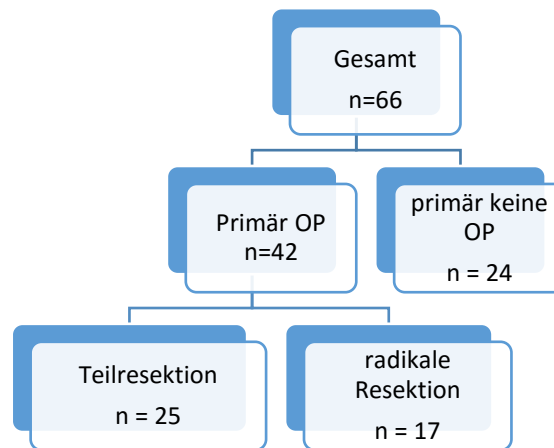 Gesamt
n=66
Primär OP
n=42
primär keine
OP
n = 24
Teilresektion
n = 25
radikale
Resektion
n = 17